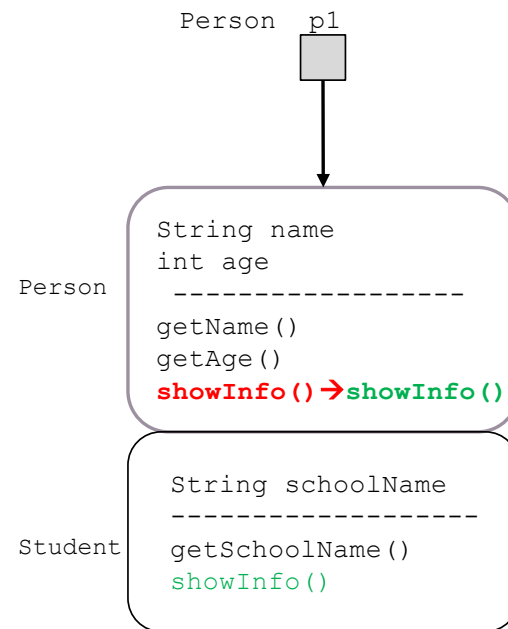 Person p1
String name
int age
Person
------------------
getName()
getAge()
showInfo()→showInfo()
String schoolName
-------------------
Student
getSchoolName()
showInfo()